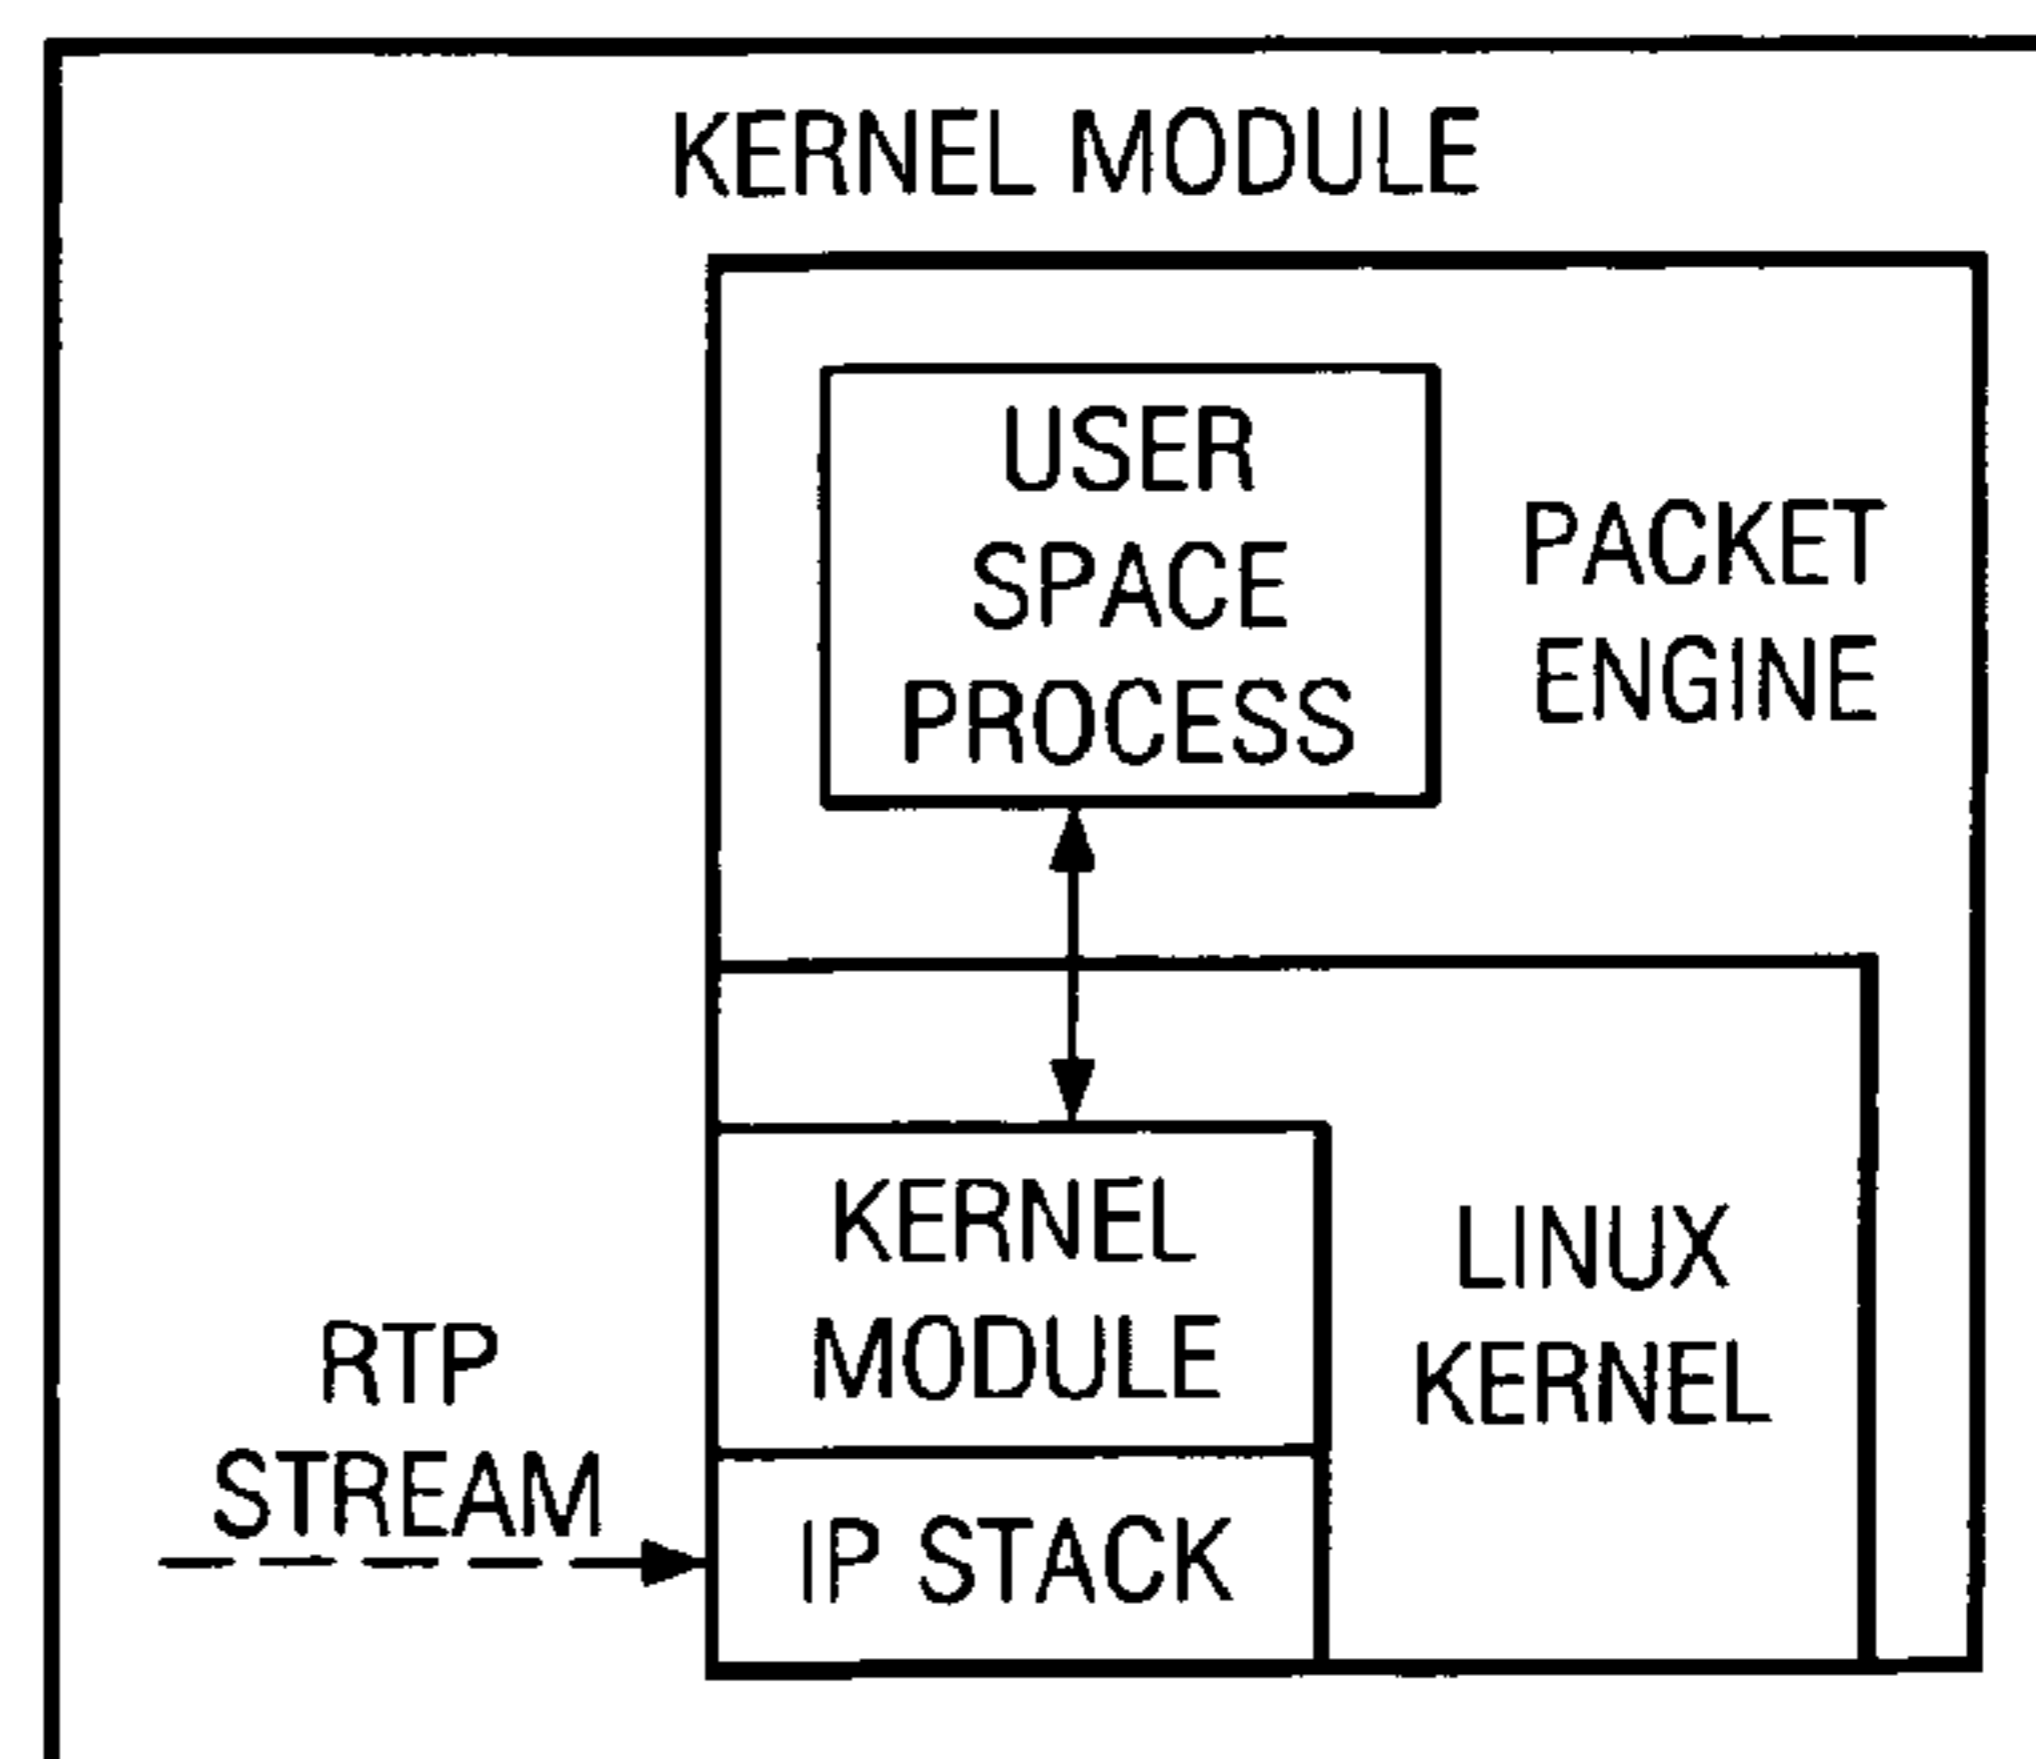 KERNEL MODULE
USER
SPACE
PROCESS
PACKET
ENGINE
KERNEL
MODULE
LINUX
KERNEL
RTP
STREAM
IP STACK